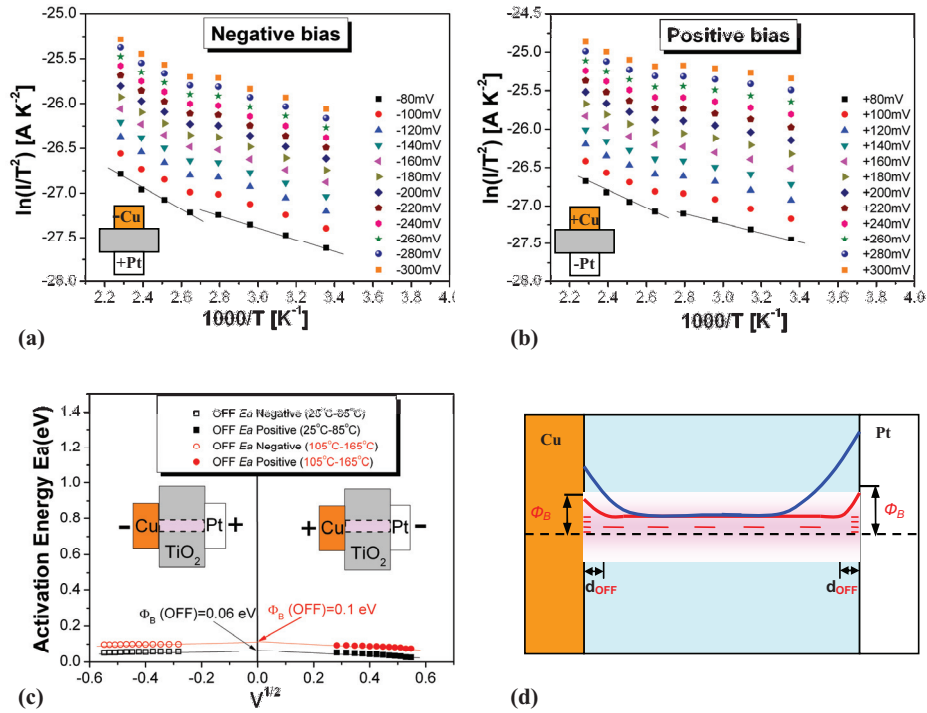 Negative bias
ln(I/T²) [A K⁻²]
-25.0
-25.5
-26.0
-26.5
-27.0
-27.5
-28.0
-80mV
-100mV
-120mV
-140mV
-160mV
-180mV
-200mV
-220mV
-240mV
-260mV
-280mV
-300mV
-Cu
+Pt
2.2 2.4 2.6 2.8 3.0 3.2 3.4 3.6 3.8 4.0
1000/T [K⁻¹]
(a)
Positive bias
ln(I/T²) [A K⁻²]
-24.5
-25.0
-25.5
-26.0
-26.5
-27.0
-27.5
-28.0
+80mV
+100mV
+120mV
+140mV
+160mV
+180mV
+200mV
+220mV
+240mV
+260mV
+280mV
+300mV
+Cu
-Pt
2.2 2.4 2.6 2.8 3.0 3.2 3.4 3.6 3.8 4.0
1000/T [K⁻¹]
(b)
Activation Energy Ea(eV)
1.4
1.2
1.0
0.8
0.6
0.4
0.2
0.0
OFF Ea Negative (25°C-85°C)
OFF Ea Positive (25°C-85°C)
OFF Ea Negative (105°C-165°C)
OFF Ea Positive (105°C-165°C)
- Cu Pt +
TiO₂
+ Cu Pt -
TiO₂
Φ_B (OFF)=0.06 eV
Φ_B (OFF)=0.1 eV
-0.6 -0.4 -0.2 0.0 0.2 0.4 0.6
V^1/2
(c)
Cu
Pt
Φ_B
Φ_B
d_OFF
d_OFF
(d)